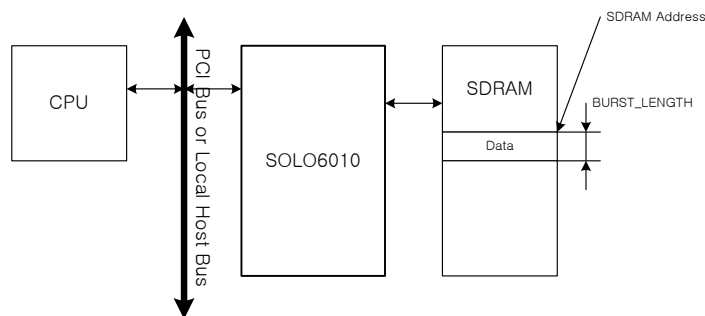 SDRAM Address
CPU
PCI Bus or Local Host Bus
SOLO6010
SDRAM
BURST_LENGTH
Data